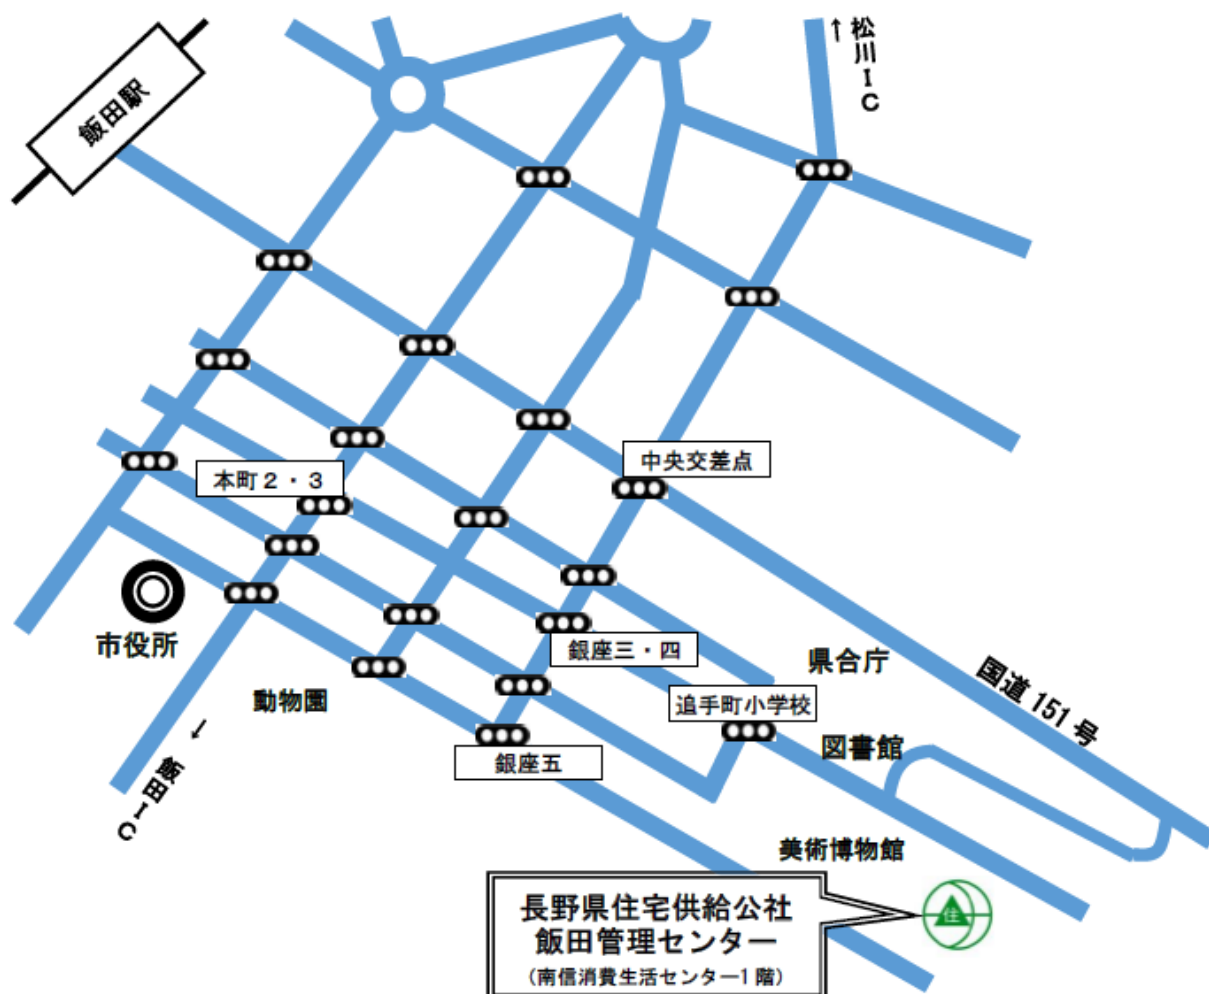 ↑松川ＩＣ
飯田駅
中央交差点
本町２・３
銀座三・四
県合庁
国道 151 号
市役所
動物園
追手町小学校
図書館
銀座五
↓飯田ＩＣ
美術博物館
長野県住宅供給公社
飯田管理センター
（南信消費生活センター1 階）
住